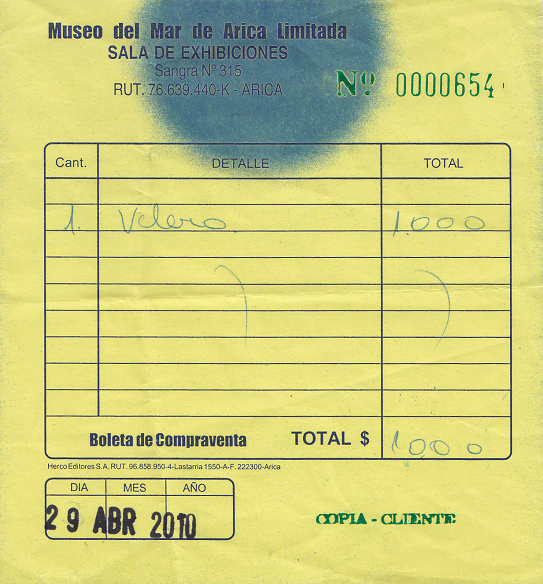 Museo del Mar de Arica Limitada
SALA DE EXHIBICIONES
Sangra Nº 315
RUT. 76.639.440-K - ARICA
Nº 0000654
Cant. DETALLE TOTAL
1. Velero 1.000
Boleta de Compraventa TOTAL $ 1000
Herco Editores S.A. RUT. 96.858.950-4-Lastarria 1550-A-F. 222300-Arica
DIA MES AÑO
29 ABR 2010
COPIA - CLIENTE